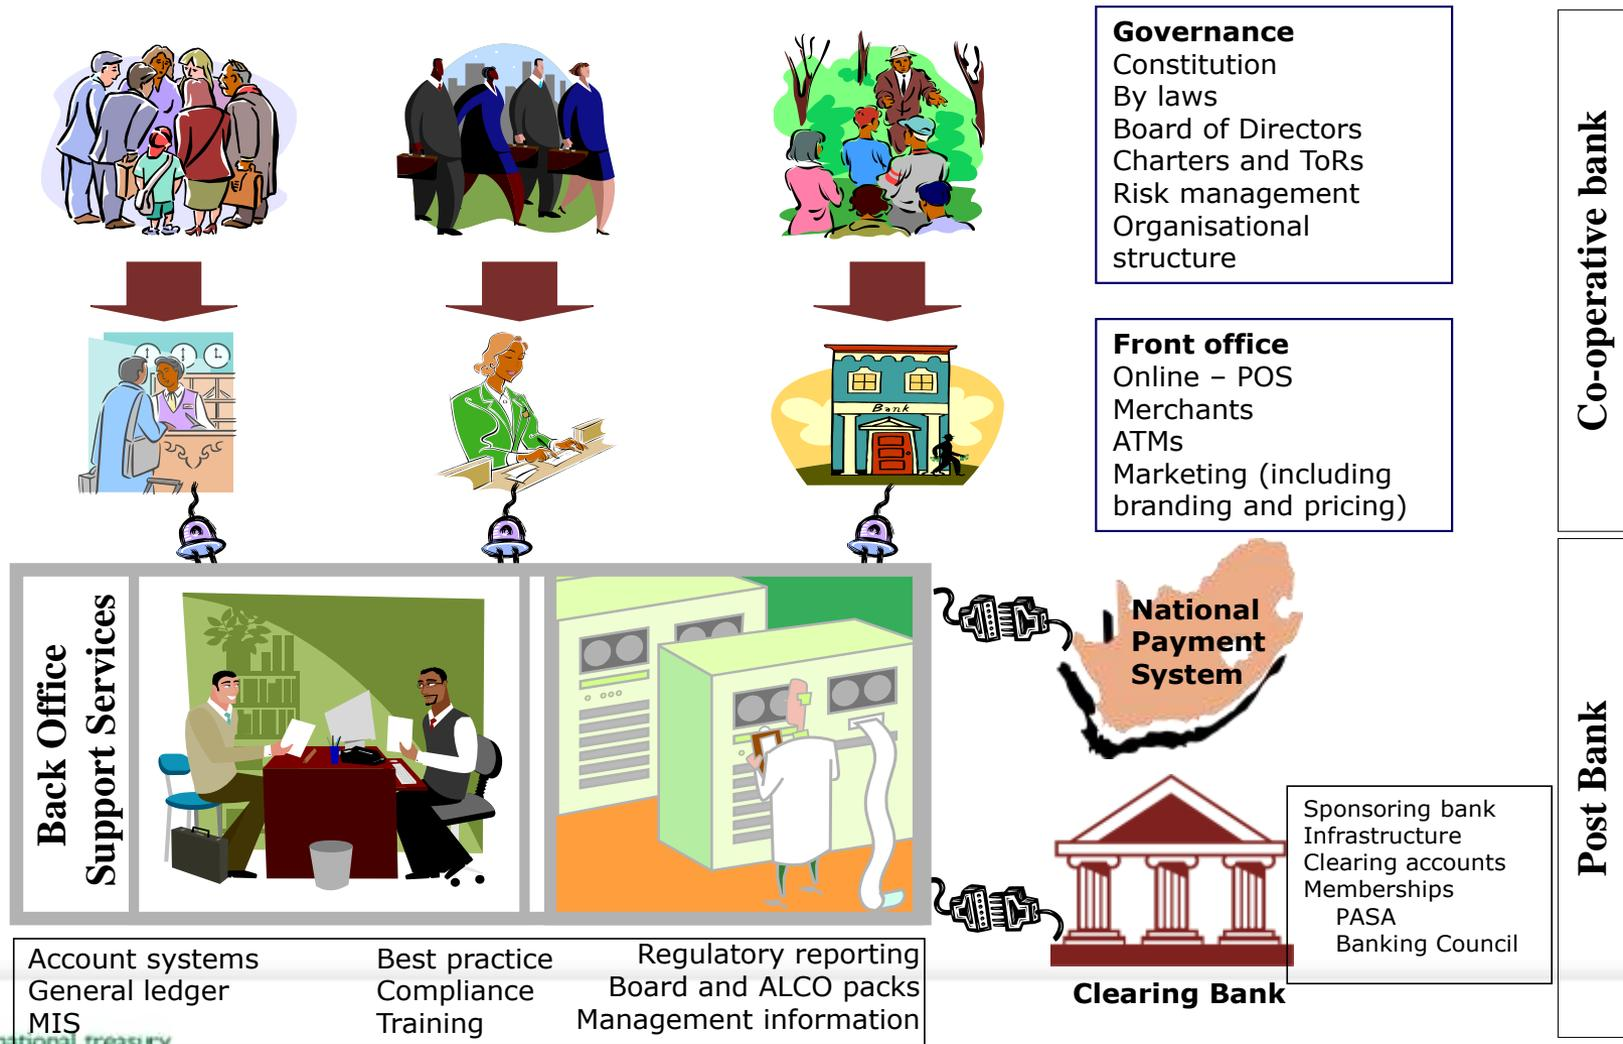 Governance
Constitution
By laws
Board of Directors
Charters and ToRs
Risk management
Organisational
structure
Co-operative bank
Front office
Online – POS
Merchants
ATMs
Marketing (including
branding and pricing)
Bank
Back Office
Support Services
National
Payment
System
Post Bank
Sponsoring bank
Infrastructure
Clearing accounts
Memberships
PASA
Banking Council
Clearing Bank
Account systems
General ledger
MIS
Best practice
Compliance
Training
Regulatory reporting
Board and ALCO packs
Management information
national treasury